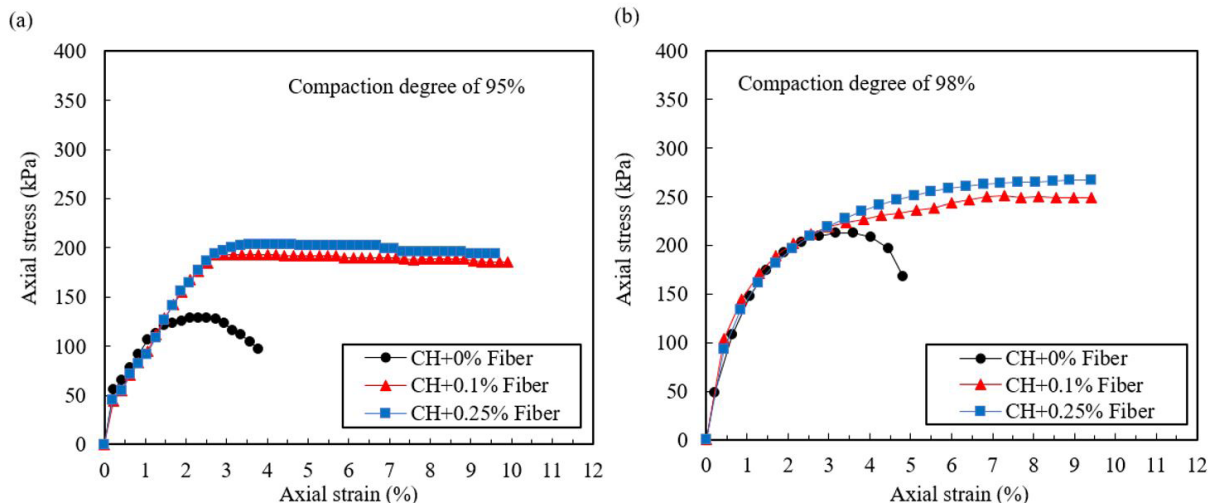 (a)
400
350
300
250
200
150
100
50
0
Axial stress (kPa)
Compaction degree of 95%
CH+0% Fiber
CH+0.1% Fiber
CH+0.25% Fiber
0 1 2 3 4 5 6 7 8 9 10 11 12
Axial strain (%)
(b)
400
350
300
250
200
150
100
50
0
Axial stress (kPa)
Compaction degree of 98%
CH+0% Fiber
CH+0.1% Fiber
CH+0.25% Fiber
0 1 2 3 4 5 6 7 8 9 10 11 12
Axial strain (%)